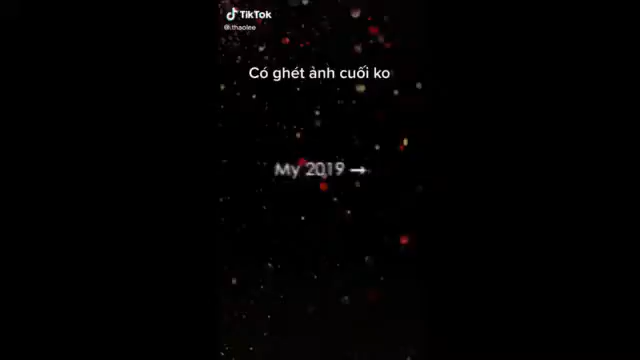 TikTok
@i.thaolee
Có ghét ảnh cuối ko
My 2019 →